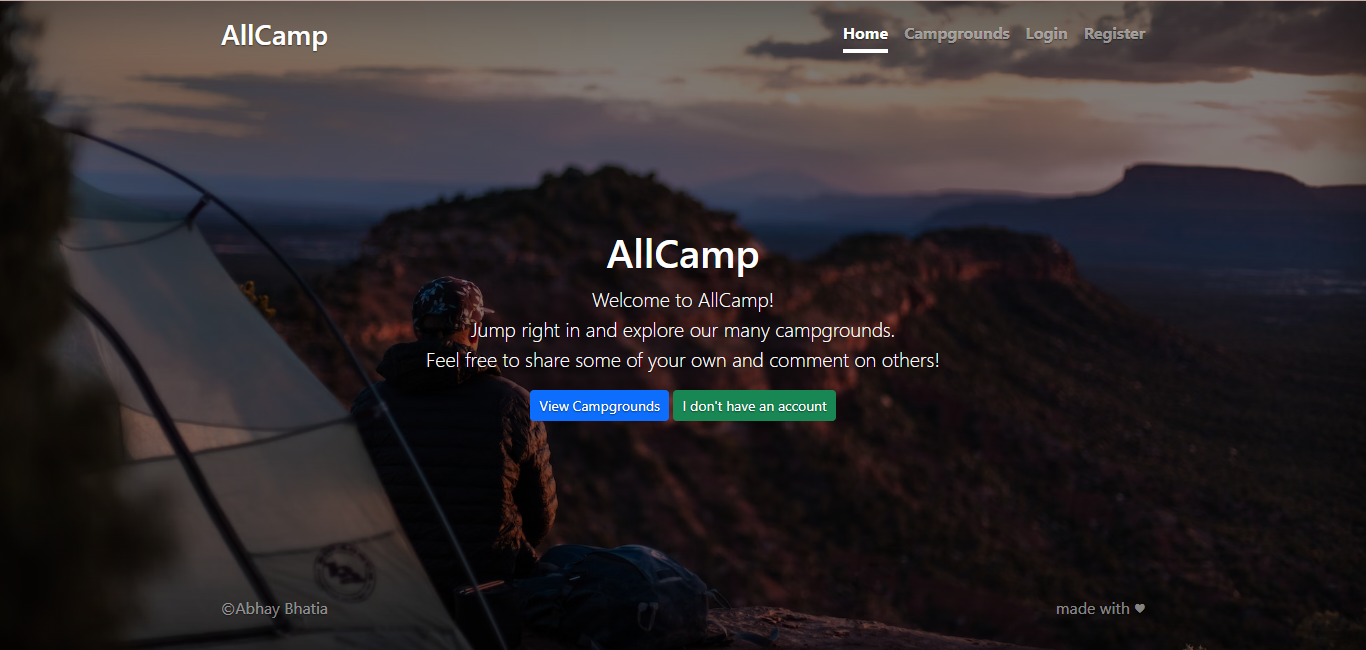 AllCamp
Home Campgrounds Login Register
AllCamp
Welcome to AllCamp!
Jump right in and explore our many campgrounds.
Feel free to share some of your own and comment on others!
View Campgrounds I don't have an account
©Abhay Bhatia
made with ♥